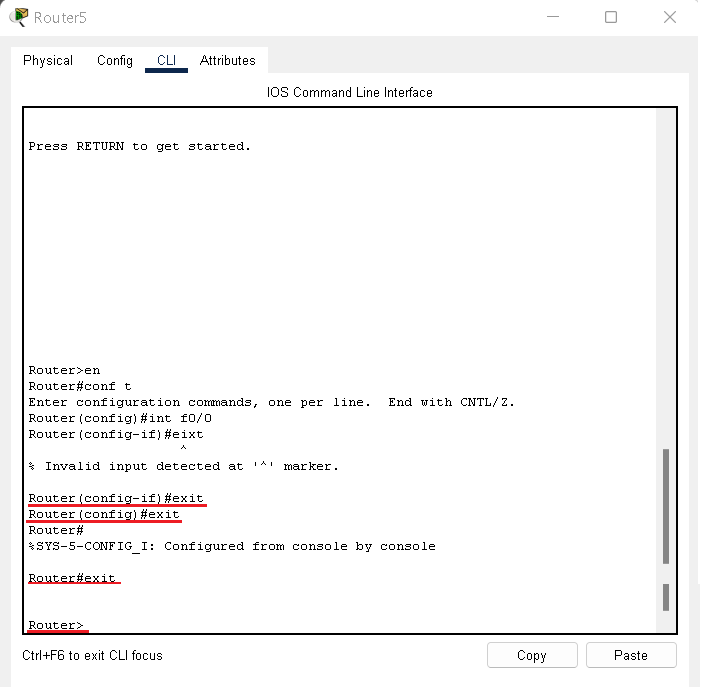 Router5
Physical Config CLI Attributes
IOS Command Line Interface
Press RETURN to get started.
Router>en
Router#conf t
Enter configuration commands, one per line.  End with CNTL/Z.
Router(config)#int f0/0
Router(config-if)#eixt
^
% Invalid input detected at '^' marker.
Router(config-if)#exit
Router(config)#exit
Router#
%SYS-5-CONFIG_I: Configured from console by console
Router#exit
Router>
Ctrl+F6 to exit CLI focus Copy Paste